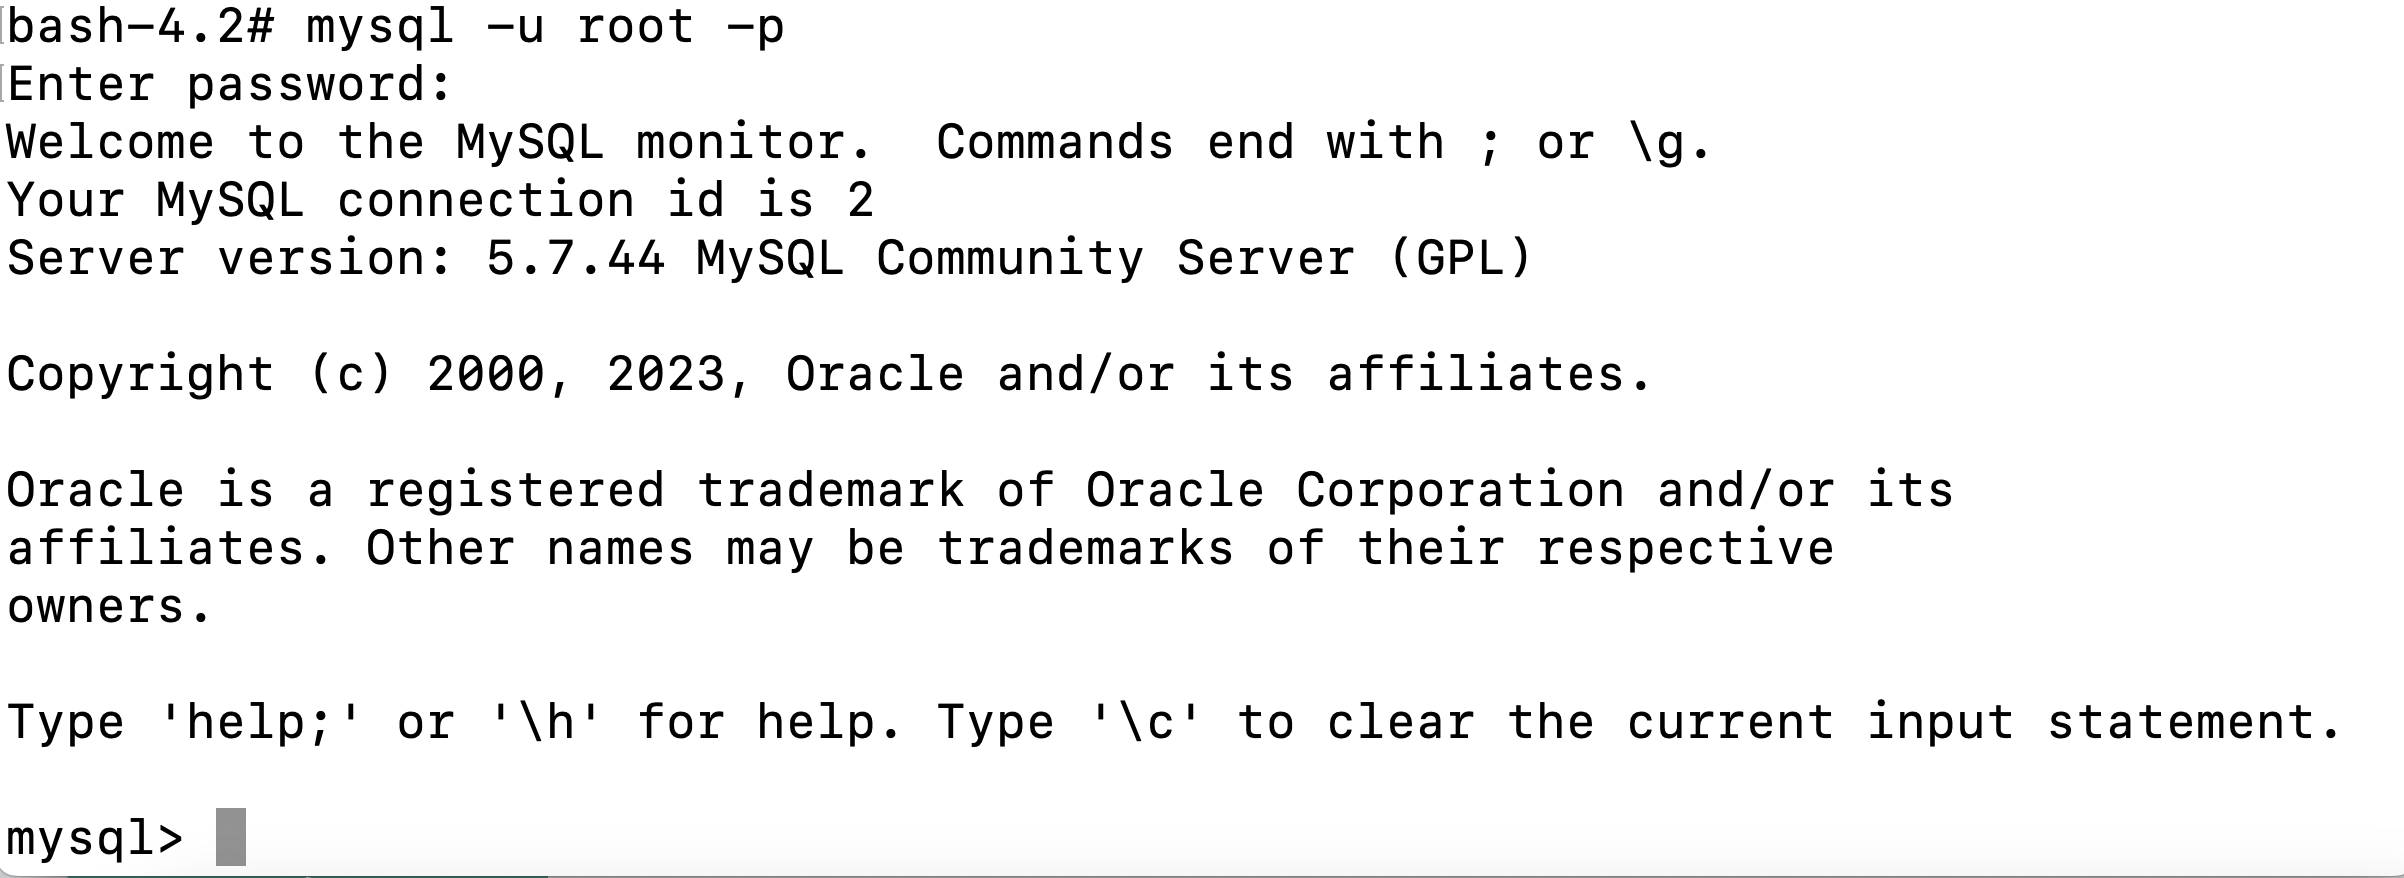 bash-4.2# mysql -u root -p
Enter password:
Welcome to the MySQL monitor.  Commands end with ; or \g.
Your MySQL connection id is 2
Server version: 5.7.44 MySQL Community Server (GPL)
Copyright (c) 2000, 2023, Oracle and/or its affiliates.
Oracle is a registered trademark of Oracle Corporation and/or its
affiliates. Other names may be trademarks of their respective
owners.
Type 'help;' or '\h' for help. Type '\c' to clear the current input statement.
mysql>